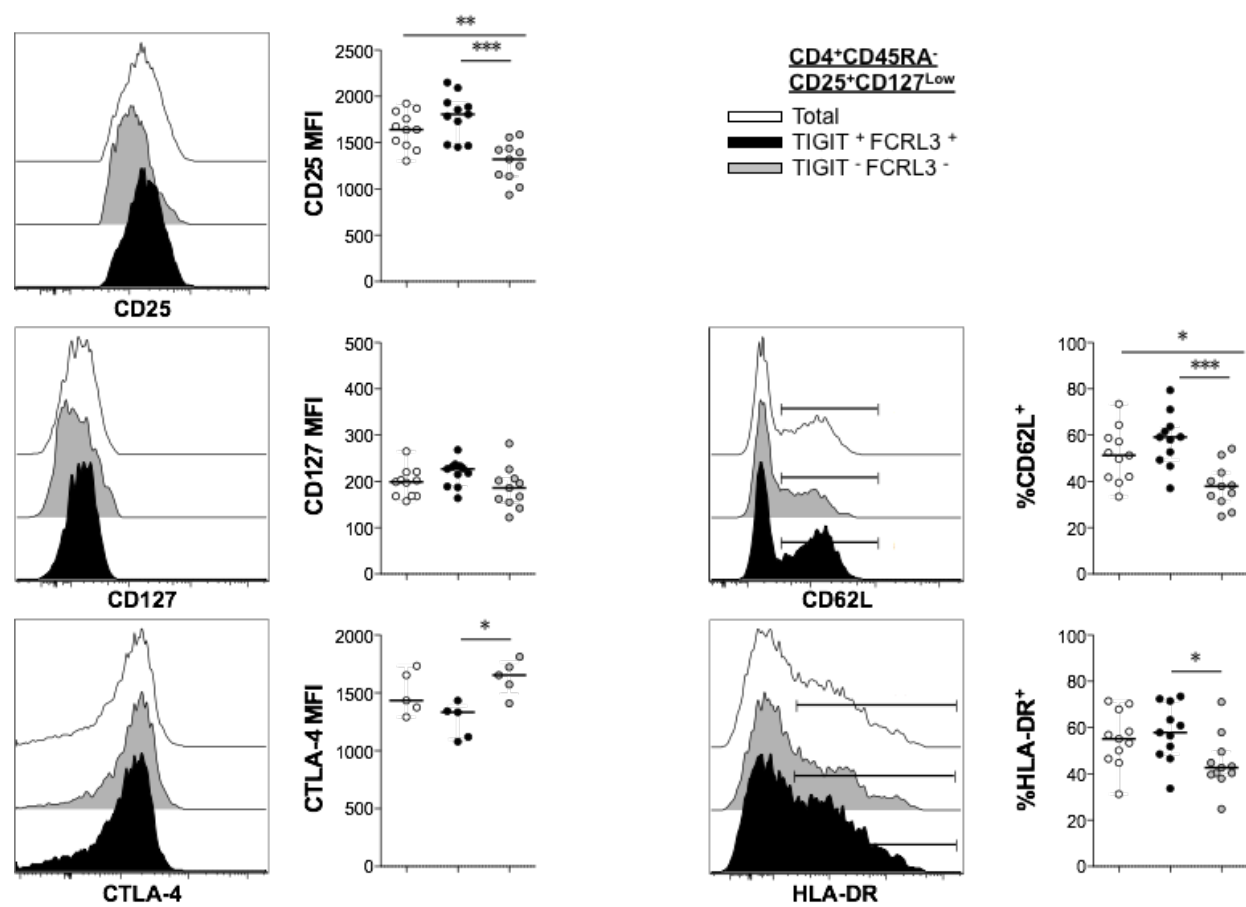 **
***
2500
2000
1500
1000
500
0
CD25 MFI
CD25
CD4+CD45RA-
CD25+CD127Low
Total
TIGIT + FCRL3 +
TIGIT - FCRL3 -
500
400
300
200
100
0
CD127 MFI
CD127
*
***
100
80
60
40
20
0
%CD62L+
CD62L
*
2000
1500
1000
500
0
CTLA-4 MFI
CTLA-4
*
100
80
60
40
20
0
%HLA-DR+
HLA-DR